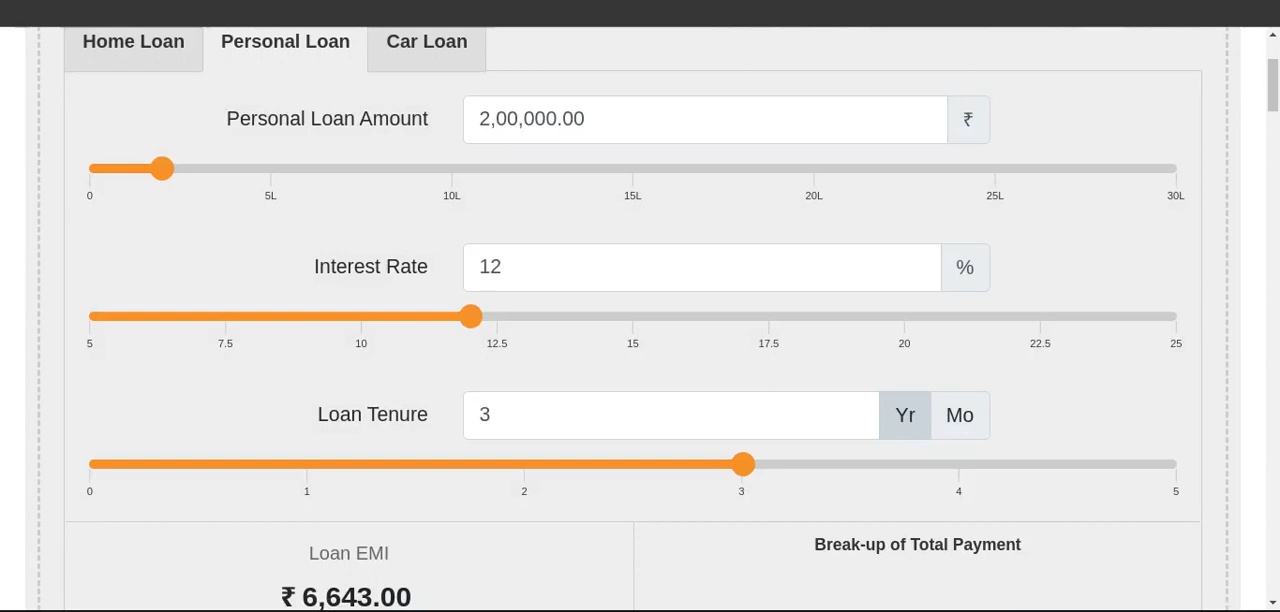 Home Loan Personal Loan Car Loan
Personal Loan Amount 2,00,000.00 ₹
0 5L 10L 15L 20L 25L 30L
Interest Rate 12 %
5 7.5 10 12.5 15 17.5 20 22.5 25
Loan Tenure 3 Yr Mo
0 1 2 3 4 5
Loan EMI
₹ 6,643.00
Break-up of Total Payment